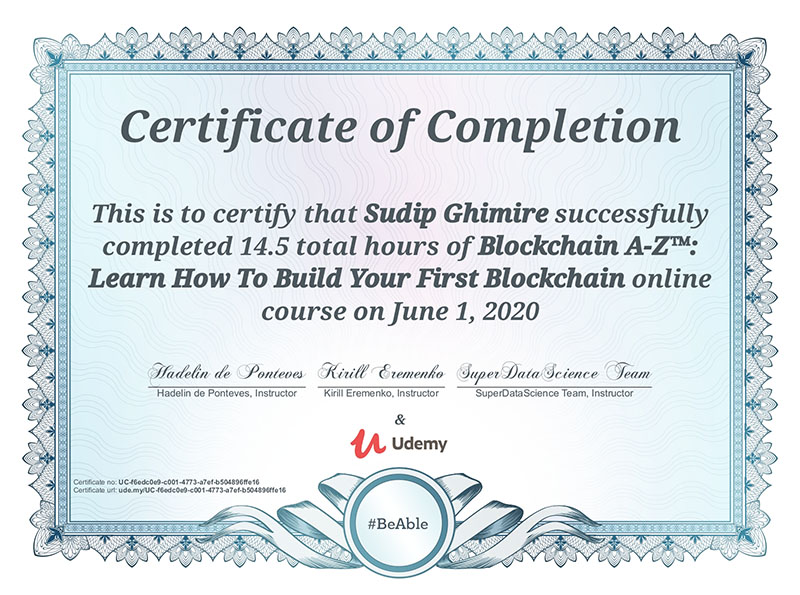 Certificate of Completion
This is to certify that Sudip Ghimire successfully
completed 14.5 total hours of Blockchain A-Z™:
Learn How To Build Your First Blockchain online
course on June 1, 2020
Hadelin de Ponteves Kirill Eremenko SuperDataScience Team
Hadelin de Ponteves, Instructor Kirill Eremenko, Instructor SuperDataScience Team, Instructor
&
Udemy
Certificate no: UC-f6edc0e9-c001-4773-a7ef-b504896ffe16
Certificate url: ude.my/UC-f6edc0e9-c001-4773-a7ef-b504896ffe16
#BeAble